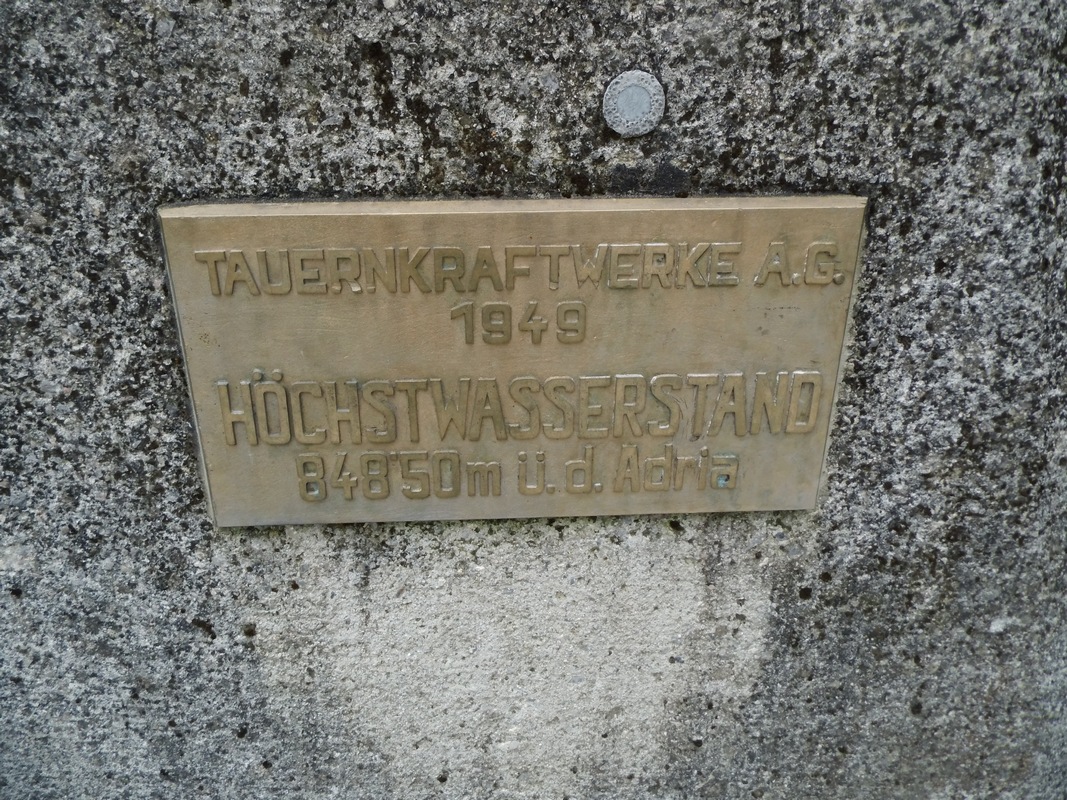 TAUERNKRAFTWERKE A.G.
1949
HÖCHSTWASSERSTAND
848'50m ü.d. Adria